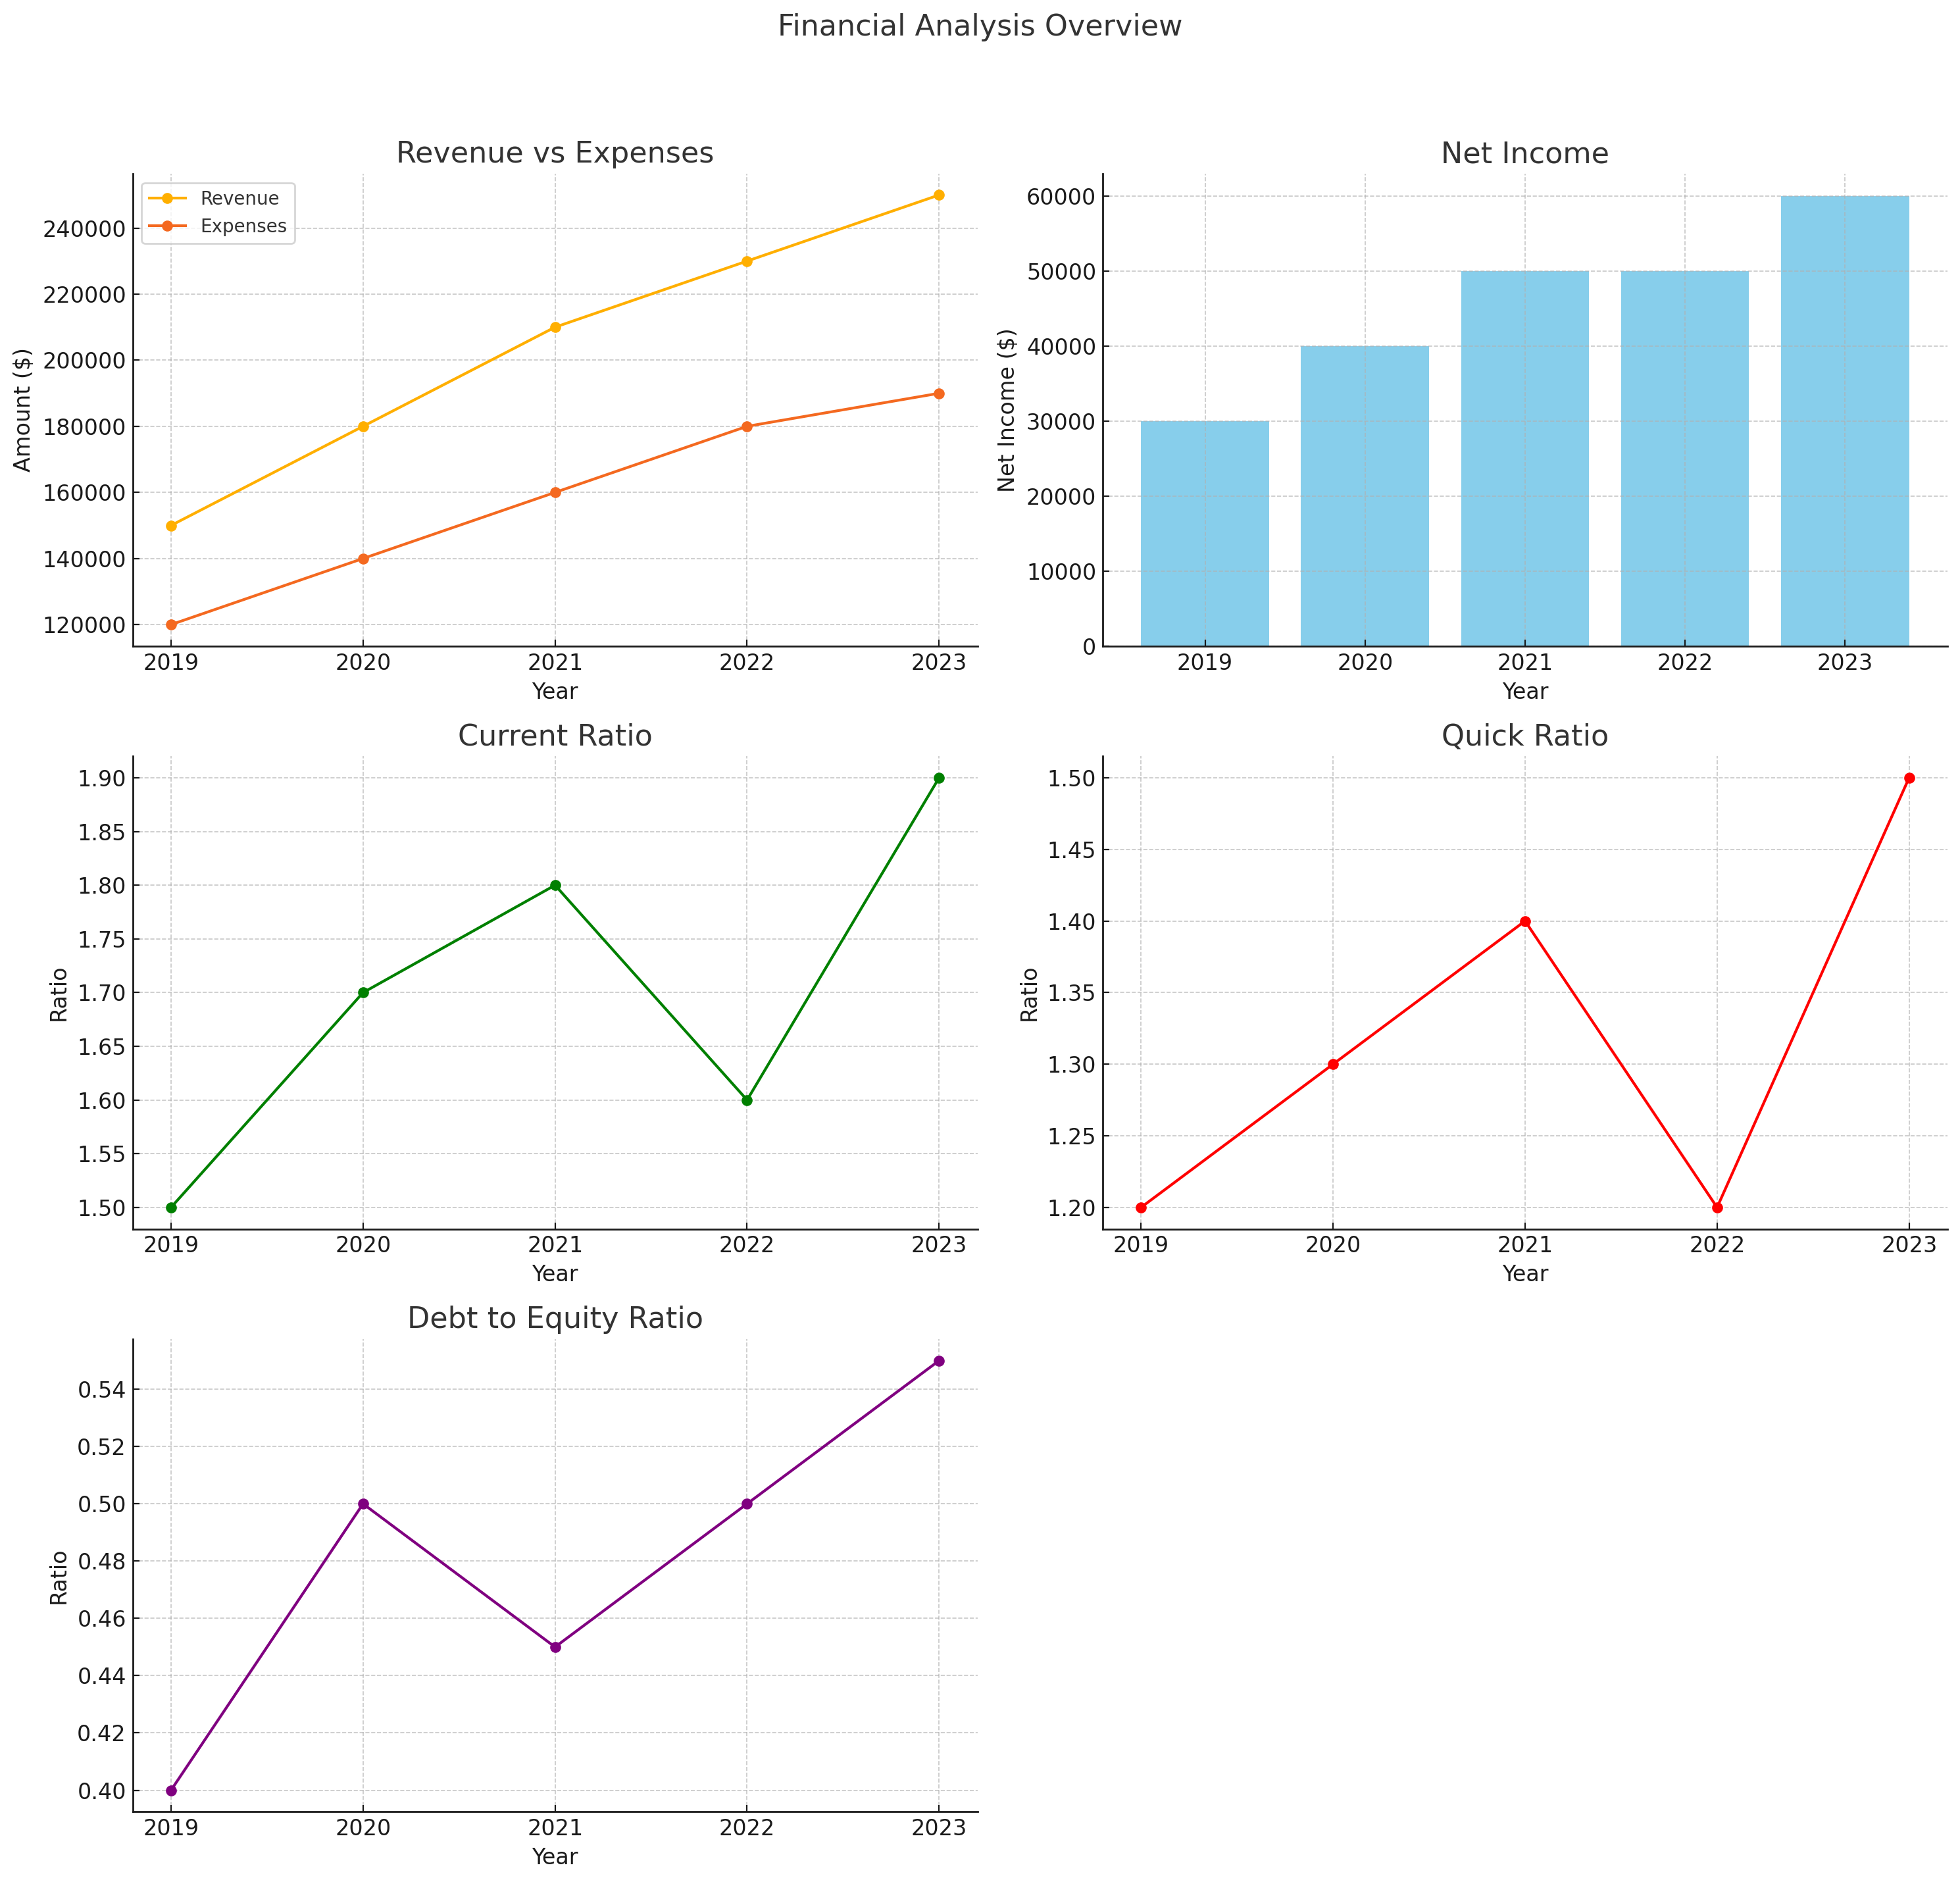 Financial Analysis Overview
Revenue vs Expenses
Revenue
Expenses
Amount ($)
240000
220000
200000
180000
160000
140000
120000
2019 2020 2021 2022 2023
Year
Net Income
Net Income ($)
60000
50000
40000
30000
20000
10000
0
2019 2020 2021 2022 2023
Year
Current Ratio
Ratio
1.90
1.85
1.80
1.75
1.70
1.65
1.60
1.55
1.50
2019 2020 2021 2022 2023
Year
Quick Ratio
Ratio
1.50
1.45
1.40
1.35
1.30
1.25
1.20
2019 2020 2021 2022 2023
Year
Debt to Equity Ratio
Ratio
0.54
0.52
0.50
0.48
0.46
0.44
0.42
0.40
2019 2020 2021 2022 2023
Year